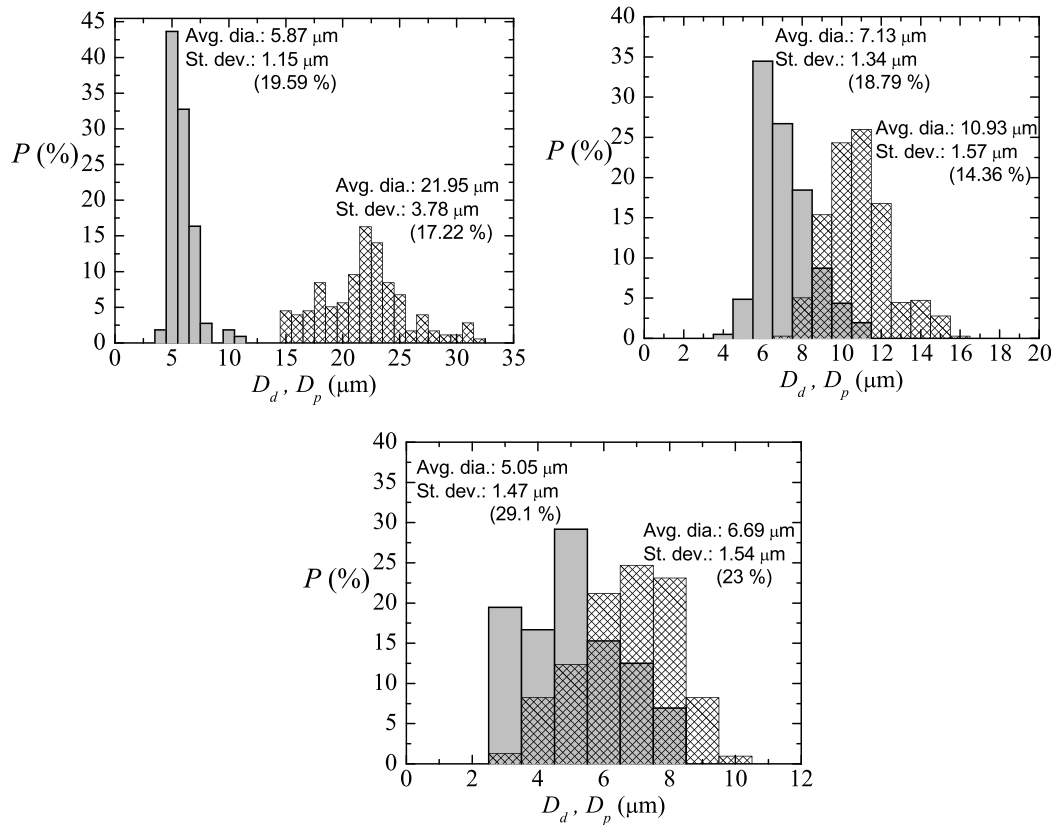 45
40
35
30
25
20
15
10
5
0
P (%)
Avg. dia.: 5.87 μm
St. dev.: 1.15 μm
(19.59 %)
Avg. dia.: 21.95 μm
St. dev.: 3.78 μm
(17.22 %)
0 5 10 15 20 25 30 35
D_d , D_p (μm)
40
35
30
25
20
15
10
5
0
P (%)
Avg. dia.: 7.13 μm
St. dev.: 1.34 μm
(18.79 %)
Avg. dia.: 10.93 μm
St. dev.: 1.57 μm
(14.36 %)
0 2 4 6 8 10 12 14 16 18 20
D_d , D_p (μm)
40
35
30
25
20
15
10
5
0
P (%)
Avg. dia.: 5.05 μm
St. dev.: 1.47 μm
(29.1 %)
Avg. dia.: 6.69 μm
St. dev.: 1.54 μm
(23 %)
0 2 4 6 8 10 12
D_d , D_p (μm)